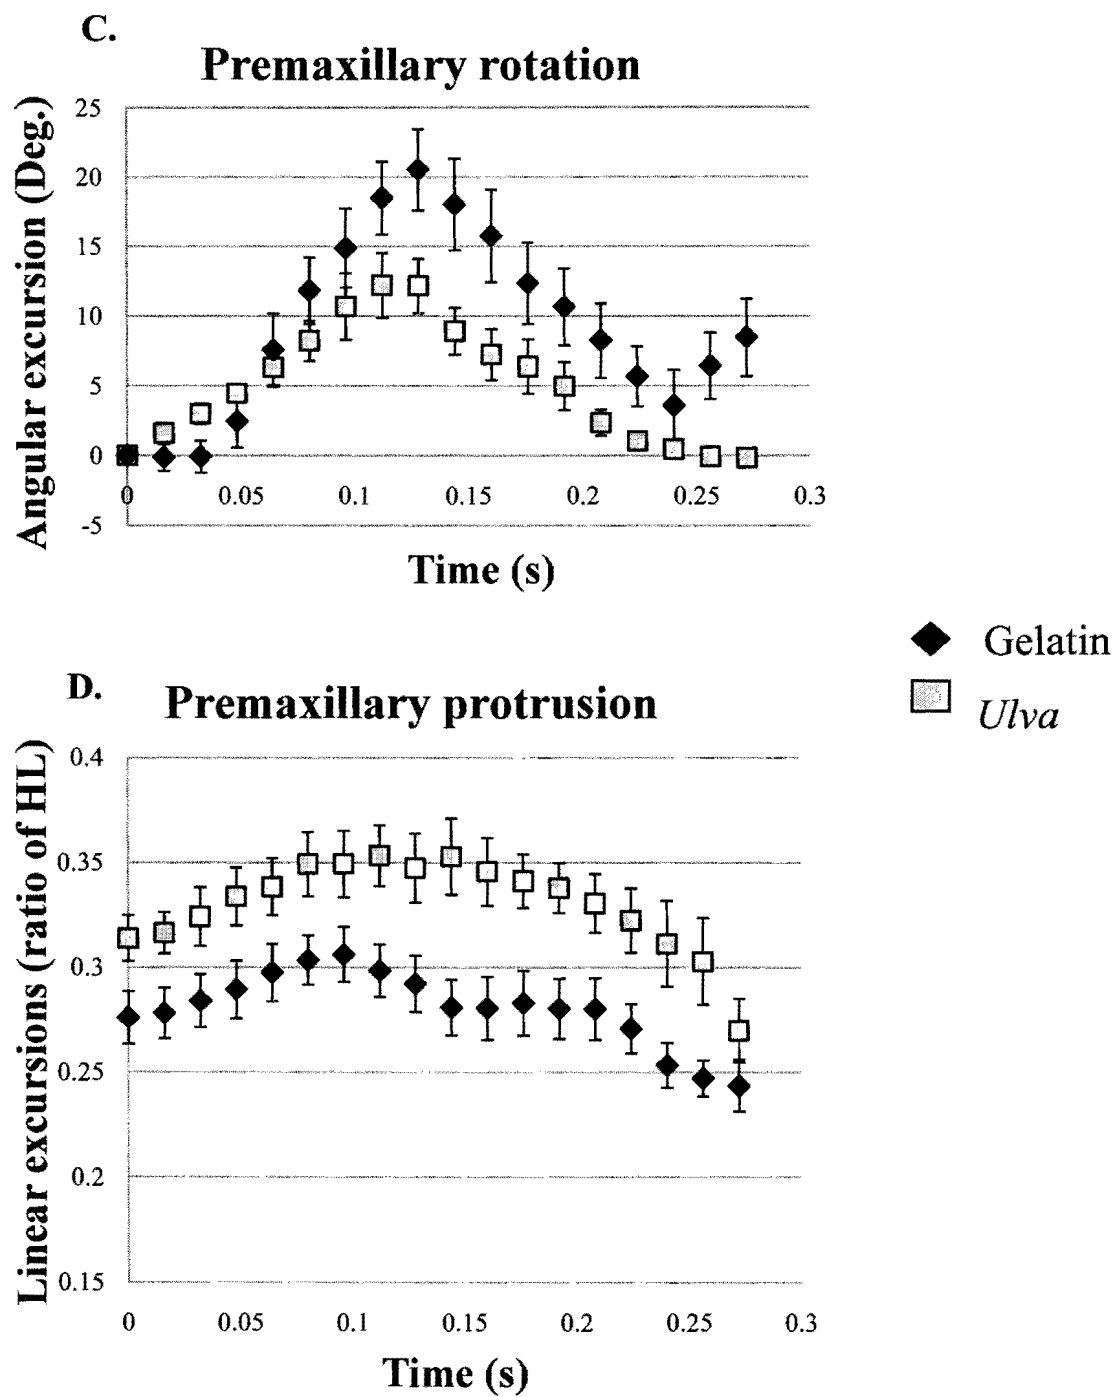 C.
Premaxillary rotation
Angular excursion (Deg.)
25
20
15
10
5
0
-5
0 0.05 0.1 0.15 0.2 0.25 0.3
Time (s)
Gelatin
Ulva
D.
Premaxillary protrusion
Linear excursions (ratio of HL)
0.4
0.35
0.3
0.25
0.2
0.15
0 0.05 0.1 0.15 0.2 0.25 0.3
Time (s)